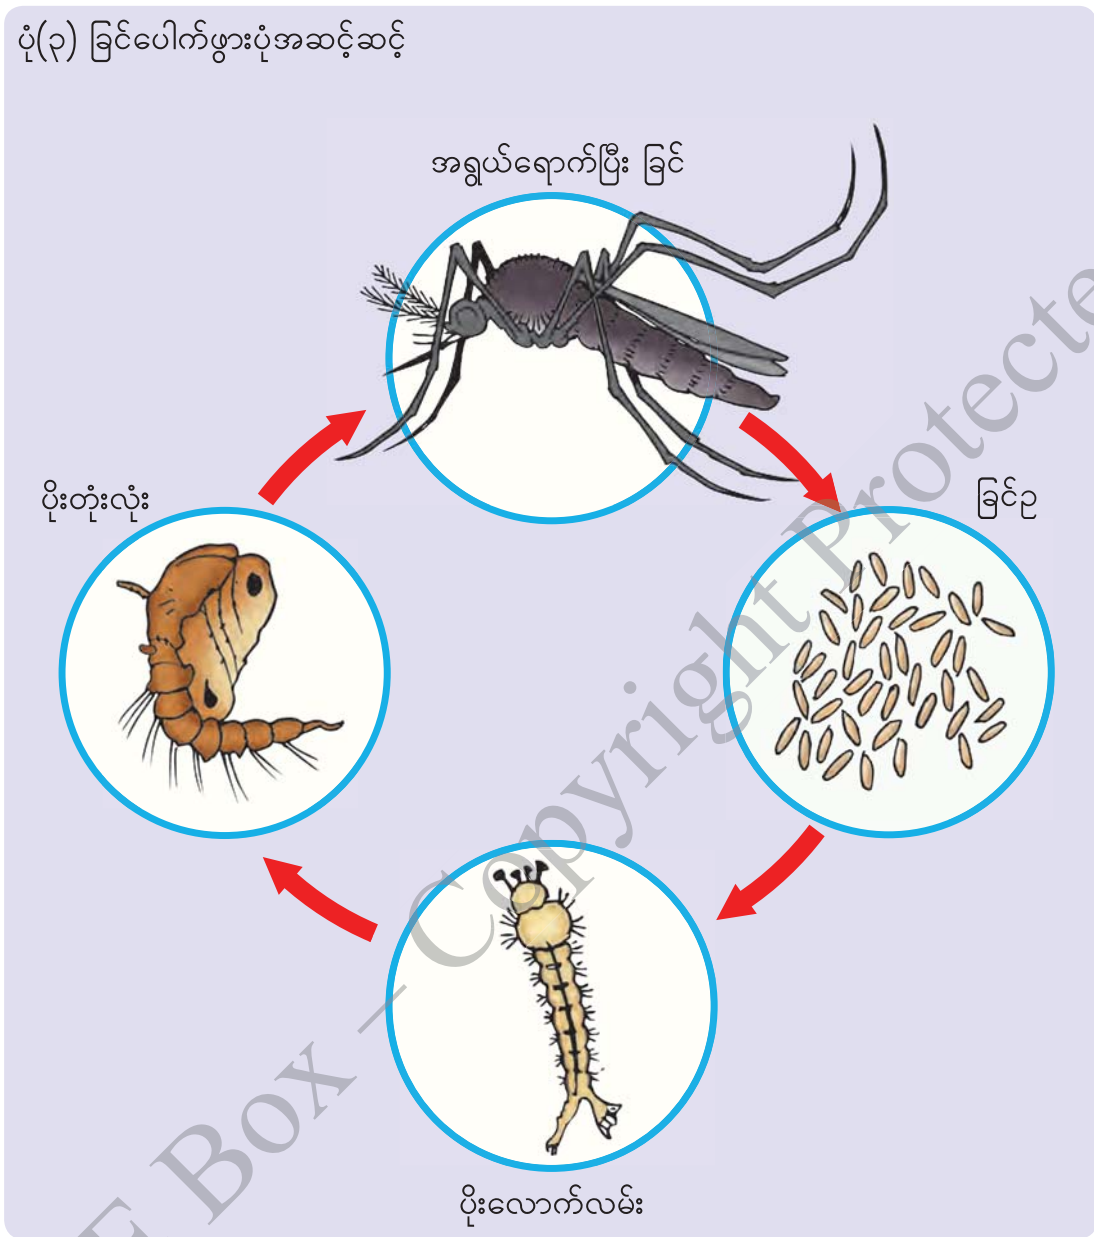 ပုံ(၃) ခြင်ပေါက်ဖွားပုံအဆင့်ဆင့်
အရွယ်ရောက်ပြီး ခြင်
ပိုးတုံးလုံး
ခြင်ဥ
ပိုးလောက်လမ်း
Box – Copyright Protecte